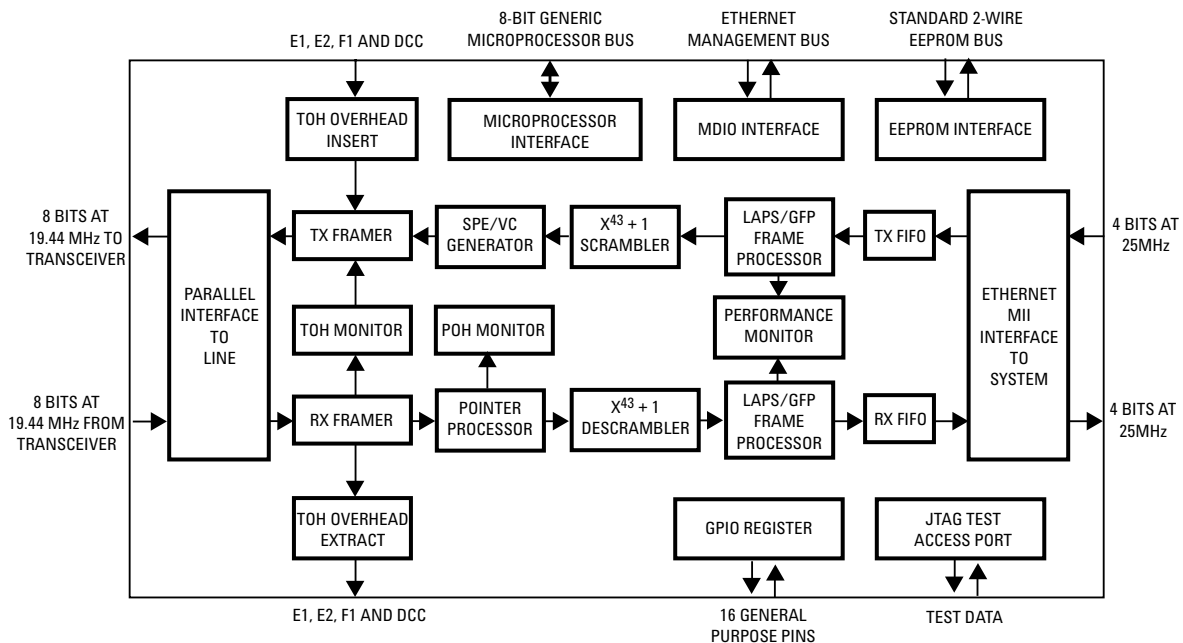 8-BIT GENERIC
MICROPROCESSOR BUS
ETHERNET
MANAGEMENT BUS
STANDARD 2-WIRE
EEPROM BUS
E1, E2, F1 AND DCC
TOH OVERHEAD
INSERT
MICROPROCESSOR
INTERFACE
MDIO INTERFACE
EEPROM INTERFACE
8 BITS AT
19.44 MHz TO
TRANSCEIVER
PARALLEL
INTERFACE
TO
LINE
TX FRAMER
SPE/VC
GENERATOR
X43 + 1
SCRAMBLER
LAPS/GFP
FRAME
PROCESSOR
TX FIFO
ETHERNET
MII
INTERFACE
TO
SYSTEM
4 BITS AT
25MHz
TOH MONITOR
POH MONITOR
PERFORMANCE
MONITOR
8 BITS AT
19.44 MHz FROM
TRANSCEIVER
RX FRAMER
POINTER
PROCESSOR
X43 + 1
DESCRAMBLER
LAPS/GFP
FRAME
PROCESSOR
RX FIFO
4 BITS AT
25MHz
TOH OVERHEAD
EXTRACT
GPIO REGISTER
JTAG TEST
ACCESS PORT
E1, E2, F1 AND DCC
16 GENERAL
PURPOSE PINS
TEST DATA